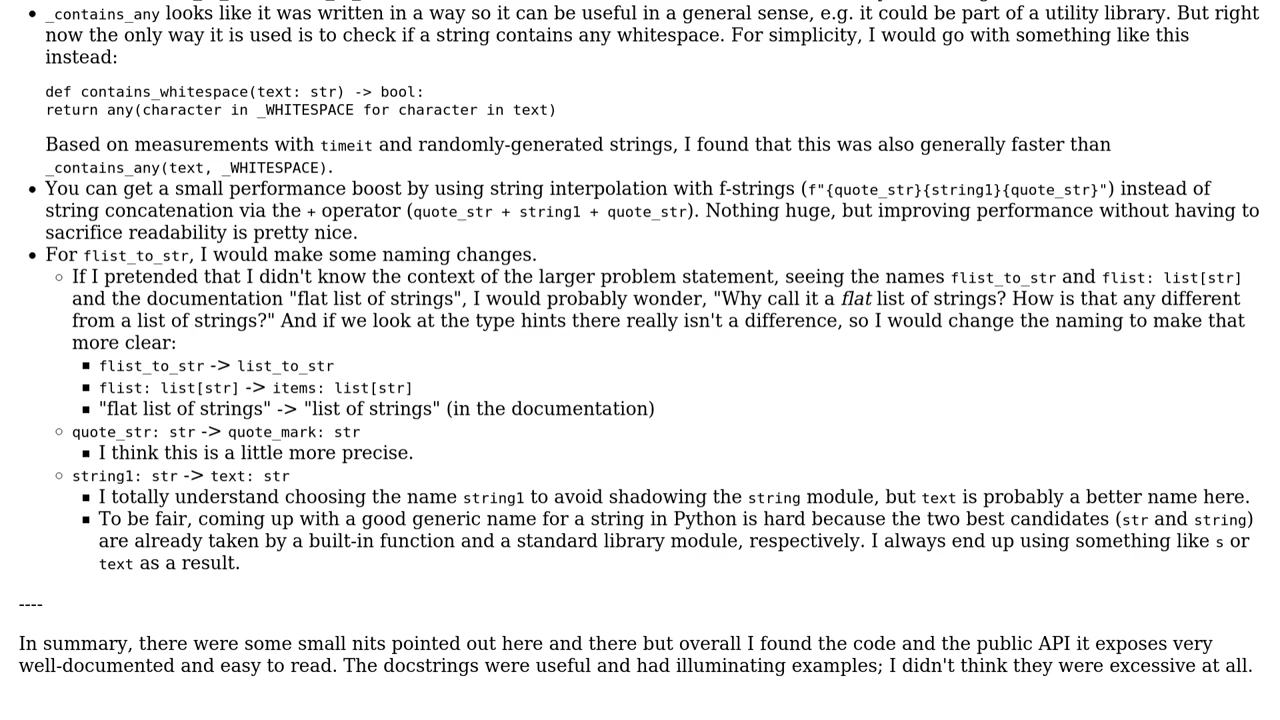 _contains_any looks like it was written in a way so it can be useful in a general sense, e.g. it could be part of a utility library. But right
now the only way it is used is to check if a string contains any whitespace. For simplicity, I would go with something like this
instead:
def contains_whitespace(text: str) -> bool:
return any(character in _WHITESPACE for character in text)
Based on measurements with timeit and randomly-generated strings, I found that this was also generally faster than
_contains_any(text, _WHITESPACE).
You can get a small performance boost by using string interpolation with f-strings (f"{quote_str}{string1}{quote_str}") instead of
string concatenation via the + operator (quote_str + string1 + quote_str). Nothing huge, but improving performance without having to
sacrifice readability is pretty nice.
For flist_to_str, I would make some naming changes.
If I pretended that I didn't know the context of the larger problem statement, seeing the names flist_to_str and flist: list[str]
and the documentation "flat list of strings", I would probably wonder, "Why call it a flat list of strings? How is that any different
from a list of strings?" And if we look at the type hints there really isn't a difference, so I would change the naming to make that
more clear:
flist_to_str -> list_to_str
flist: list[str] -> items: list[str]
"flat list of strings" -> "list of strings" (in the documentation)
quote_str: str -> quote_mark: str
I think this is a little more precise.
string1: str -> text: str
I totally understand choosing the name string1 to avoid shadowing the string module, but text is probably a better name here.
To be fair, coming up with a good generic name for a string in Python is hard because the two best candidates (str and string)
are already taken by a built-in function and a standard library module, respectively. I always end up using something like s or
text as a result.
----
In summary, there were some small nits pointed out here and there but overall I found the code and the public API it exposes very
well-documented and easy to read. The docstrings were useful and had illuminating examples; I didn't think they were excessive at all.